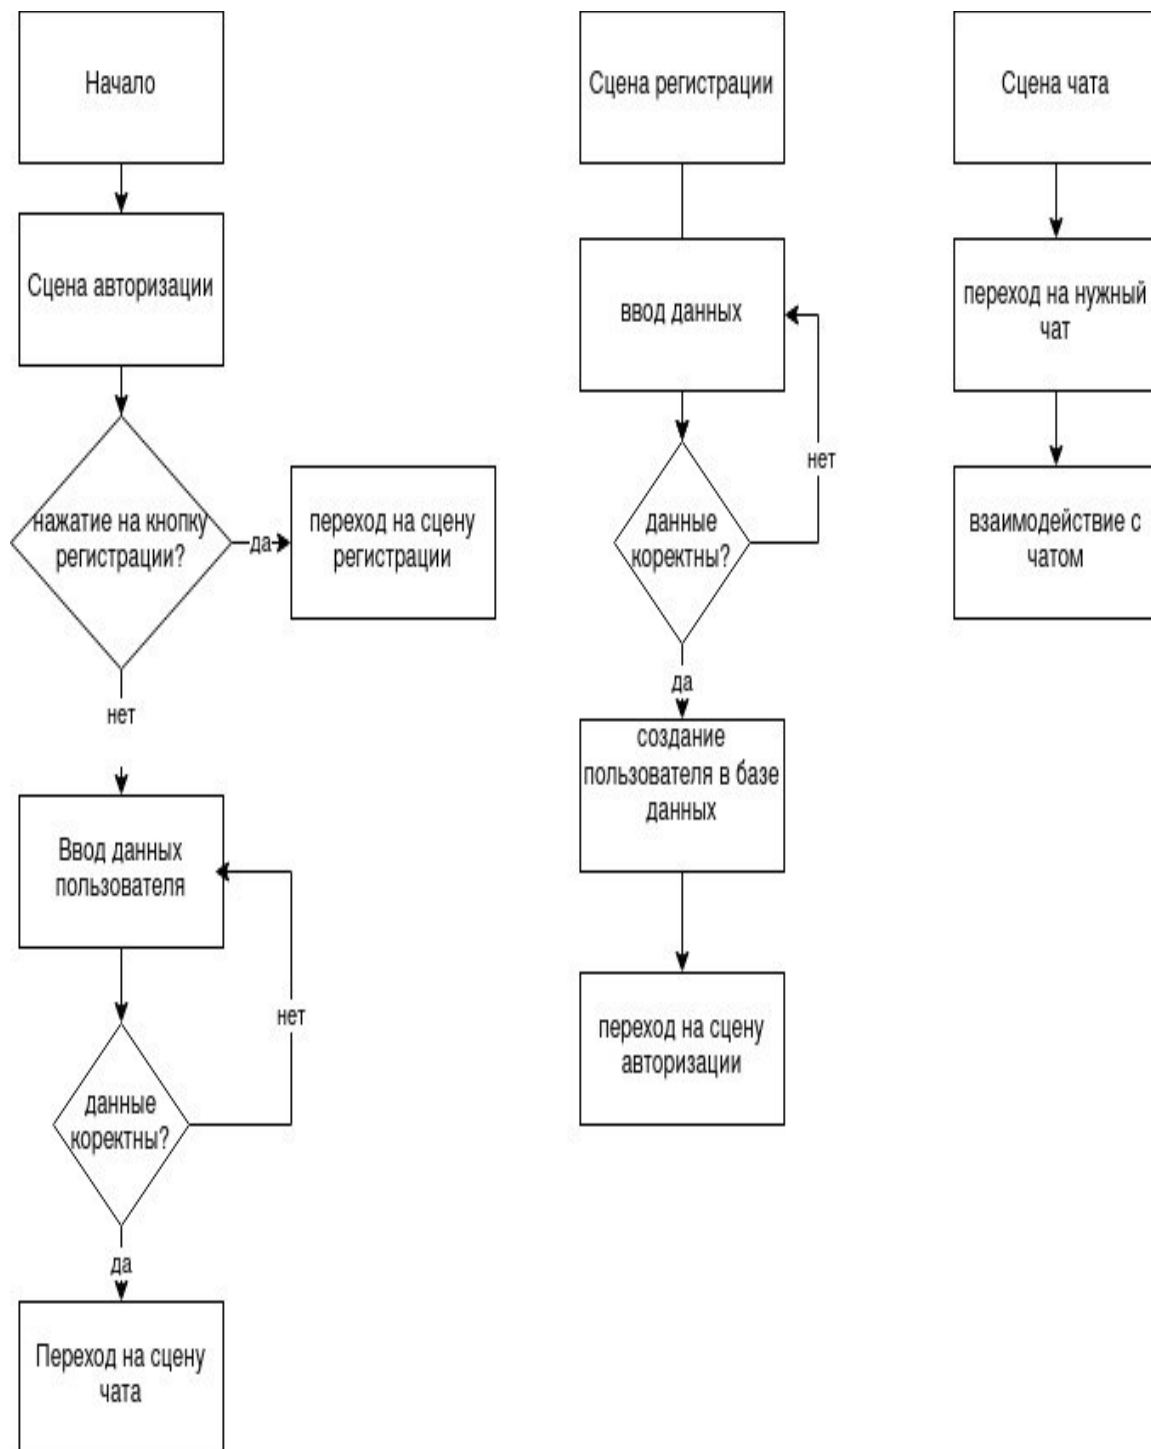 Начало
Сцена авторизации
нажатие на кнопку
регистрации?
да
переход на сцену
регистрации
нет
Ввод данных
пользователя
нет
данные
коректны?
да
Переход на сцену
чата
Сцена регистрации
ввод данных
нет
данные
коректны?
да
создание
пользователя в базе
данных
переход на сцену
авторизации
Сцена чата
переход на нужный
чат
взаимодействие с
чатом